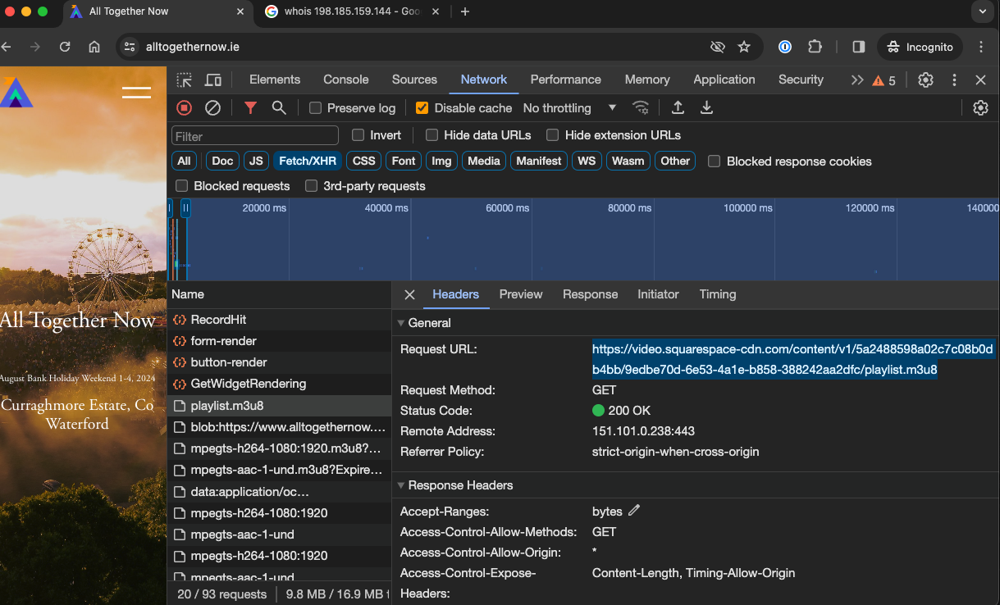 All Together Now
whois 198.185.159.144 - Goo
alltogethernow.ie
Incognito
Elements Console Sources Network Performance Memory Application Security 5
Preserve log Disable cache No throttling
Filter Invert Hide data URLs Hide extension URLs
All Doc JS Fetch/XHR CSS Font Img Media Manifest WS Wasm Other Blocked response cookies
Blocked requests 3rd-party requests
20000 ms 40000 ms 60000 ms 80000 ms 100000 ms 120000 ms 140000
All Together Now
August Bank Holiday Weekend 1-4, 2024
Curraghmore Estate, Co
Waterford
Name
RecordHit
form-render
button-render
GetWidgetRendering
playlist.m3u8
blob:https://www.alltogethernow....
mpegts-h264-1080:1920.m3u8?...
mpegts-aac-1-und.m3u8?Expire...
data:application/oc...
mpegts-h264-1080:1920
mpegts-aac-1-und
mpegts-h264-1080:1920
mpegts-aac-1-und
20 / 93 requests 9.8 MB / 16.9 MB t
Headers Preview Response Initiator Timing
General
Request URL: https://video.squarespace-cdn.com/content/v1/5a2488598a02c7c08b0d
b4bb/9edbe70d-6e53-4a1e-b858-388242aa2dfc/playlist.m3u8
Request Method: GET
Status Code: 200 OK
Remote Address: 151.101.0.238:443
Referrer Policy: strict-origin-when-cross-origin
Response Headers
Accept-Ranges: bytes
Access-Control-Allow-Methods: GET
Access-Control-Allow-Origin: *
Access-Control-Expose- Content-Length, Timing-Allow-Origin
Headers: